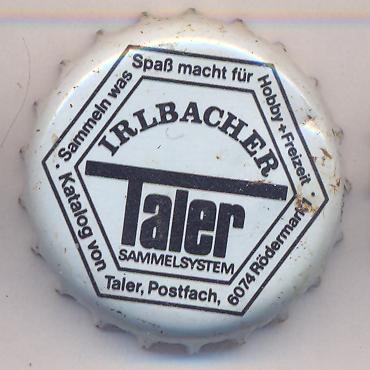 Sammeln was Spaß macht für Hobby + Freizeit.
IRLBACHER
Taler
SAMMELSYSTEM
Katalog von Taler, Postfach, 6074 Rödermark